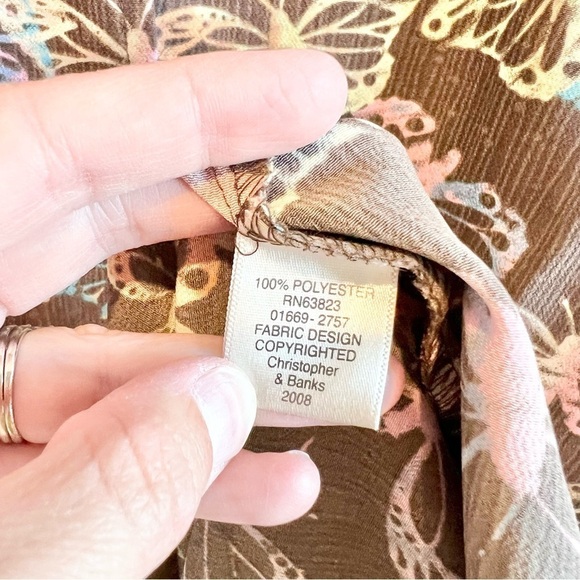 100% POLYESTER
RN63823
01669-2757
FABRIC DESIGN
COPYRIGHTED
Christopher
& Banks
2008